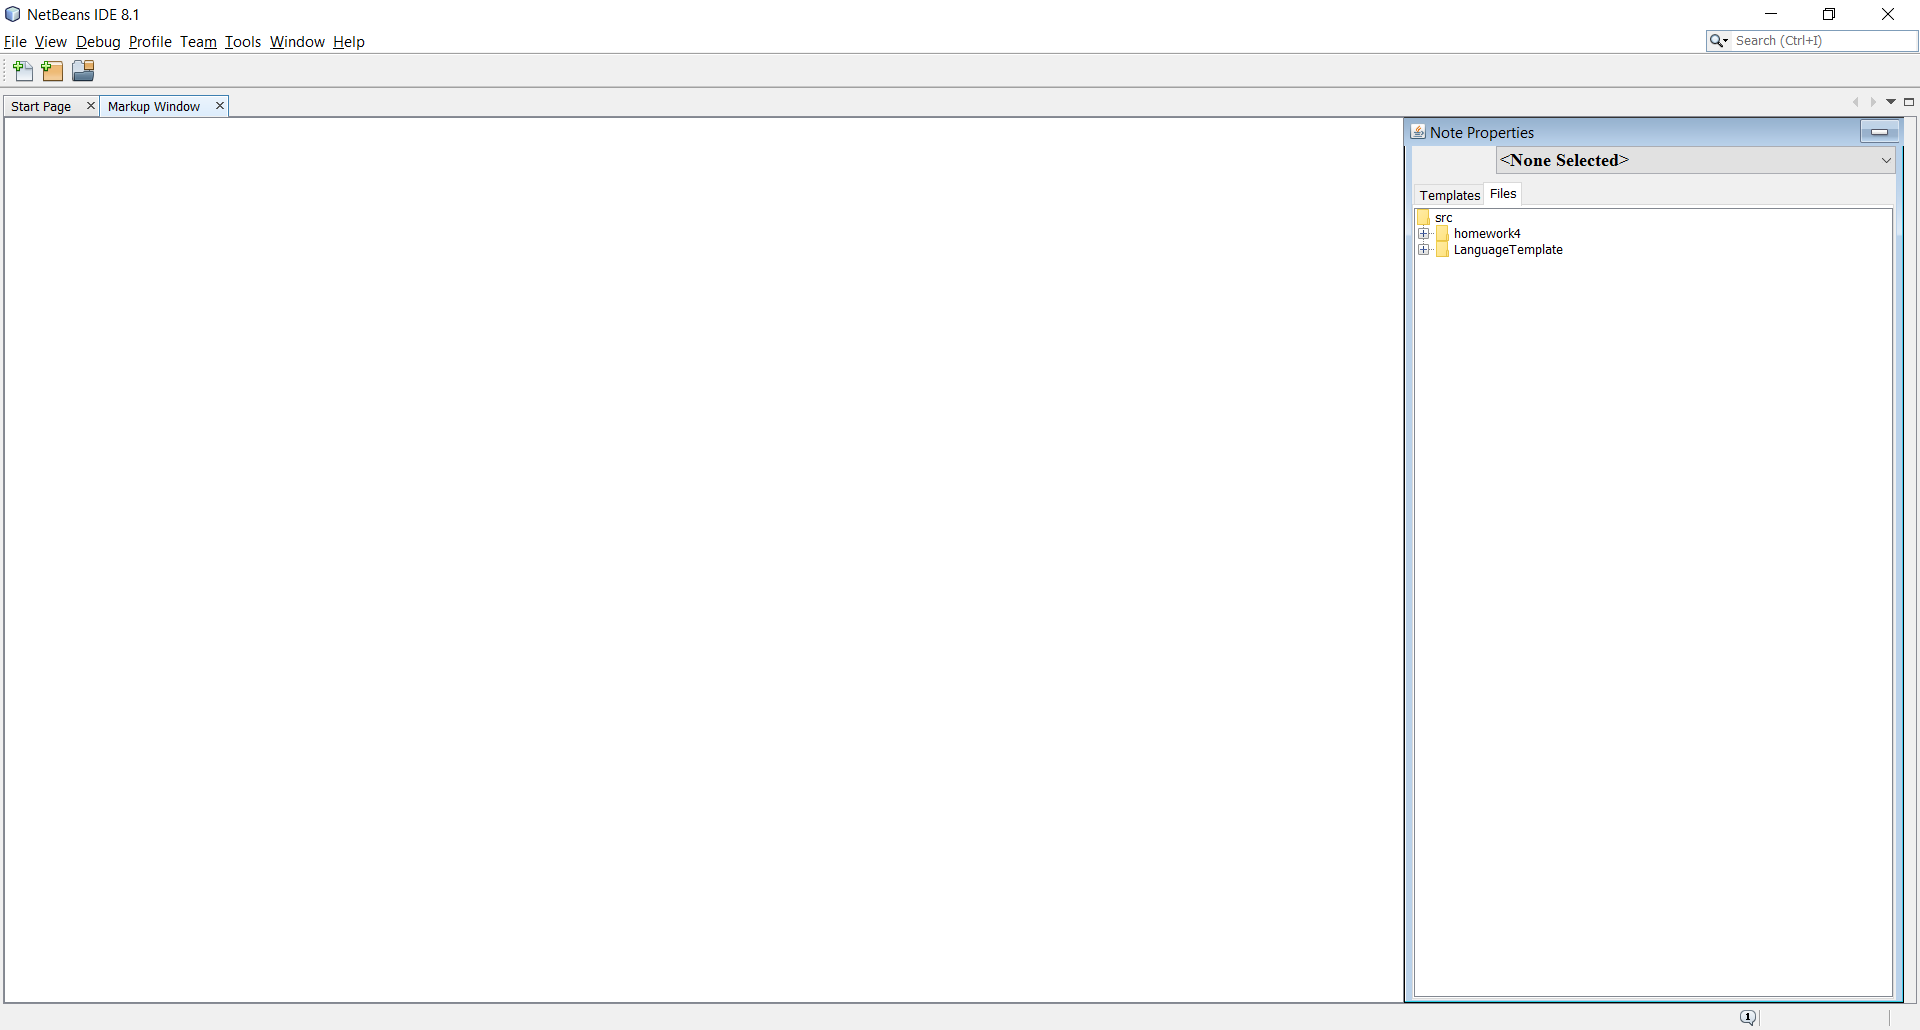 NetBeans IDE 8.1
File View Debug Profile Team Tools Window Help
Search (Ctrl+I)
Start Page
Markup Window
Note Properties
<None Selected>
Templates Files
src
homework4
LanguageTemplate
1